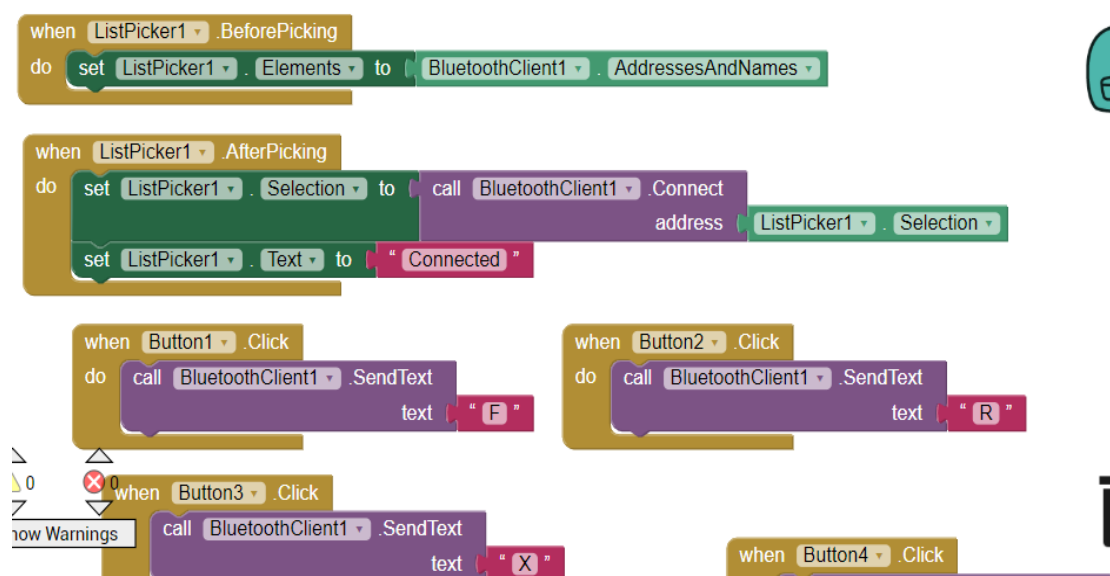 when ListPicker1 .BeforePicking
do set ListPicker1 . Elements to BluetoothClient1 . AddressesAndNames
when ListPicker1 .AfterPicking
do set ListPicker1 . Selection to call BluetoothClient1 .Connect
address ListPicker1 . Selection
set ListPicker1 . Text to " Connected "
when Button1 .Click
do call BluetoothClient1 .SendText
text " F "
when Button2 .Click
do call BluetoothClient1 .SendText
text " R "
0 0
when Button3 .Click
call BluetoothClient1 .SendText
text " X "
how Warnings
when Button4 .Click